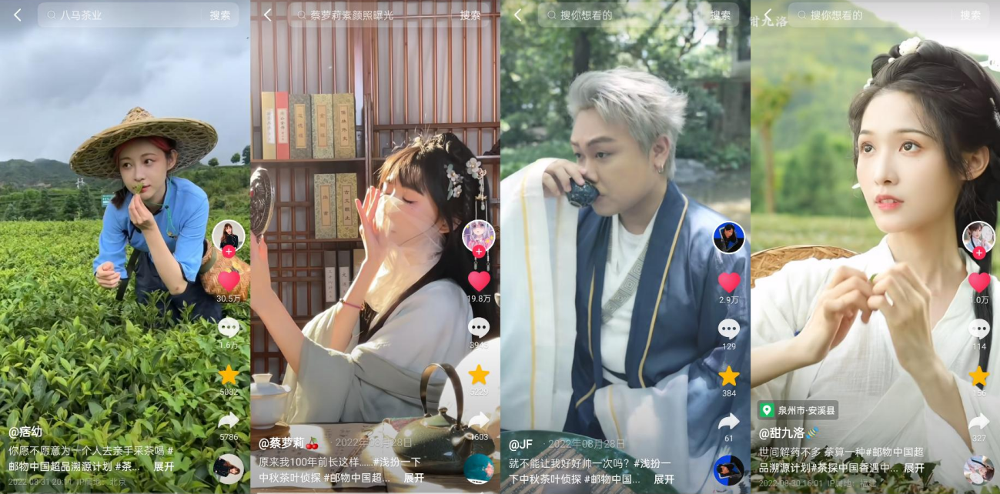 八马茶业
搜索
30.5万
1.6万
5082
5786
@痞幼
你愿不愿意为一个人去亲手采茶喝 #
邮物中国超品溯源计划 #茶... 展开
2022-08-31 20:11 IP属地：北京
蔡萝莉素颜照曝光
搜索
19.8万
5229
1603
@蔡萝莉🍒 · 2022年08月28日
原来我100年前长这样……#浅扮一下
中秋茶叶侦探 #邮物中国超... 展开
搜你想看的
搜索
2.9万
129
384
61
@JF · 2022年08月28日
就不能让我好好帅一次吗？#浅扮一
下中秋茶叶侦探 #邮物中国... 展开
搜你想看的
搜索
甜九洛
1.0万
114
156
327
泉州市·安溪县
@甜九洛
世间解药不多 茶算一种#邮物中国超
品溯源计划#茶探中国善遇中... 展开
2022-08-30 16:01 IP属地：福建